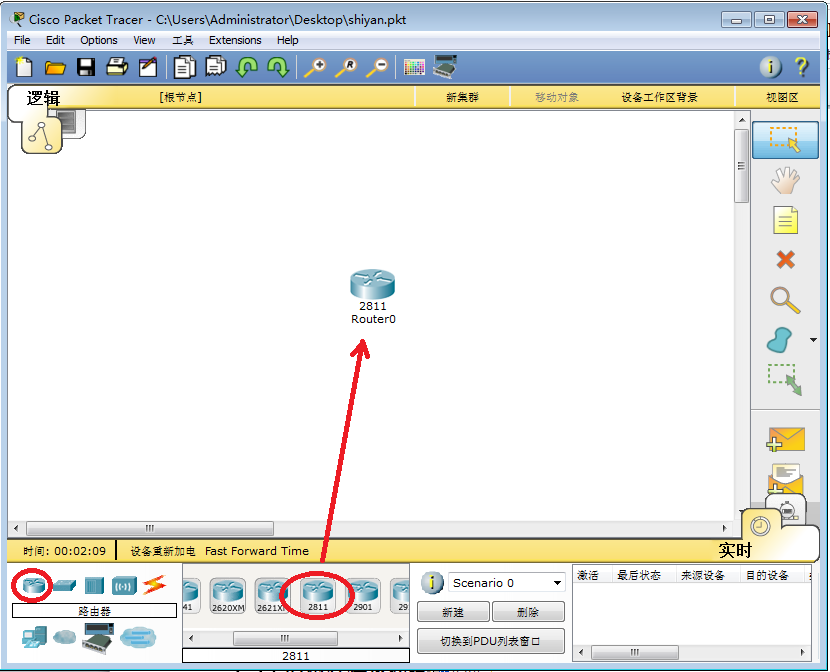 Cisco Packet Tracer - C:\Users\Administrator\Desktop\shiyan.pkt
File Edit Options View 工具 Extensions Help
逻辑 [根节点] 新集群 移动对象 设备工作区背景 视图区
2811
Router0
时间: 00:02:09 设备重新加电 Fast Forward Time 实时
路由器
41 2620XM 2621X 2811 2901 29
2811
Scenario 0
新建 删除
切换到PDU列表窗口
激活 最后状态 来源设备 目的设备